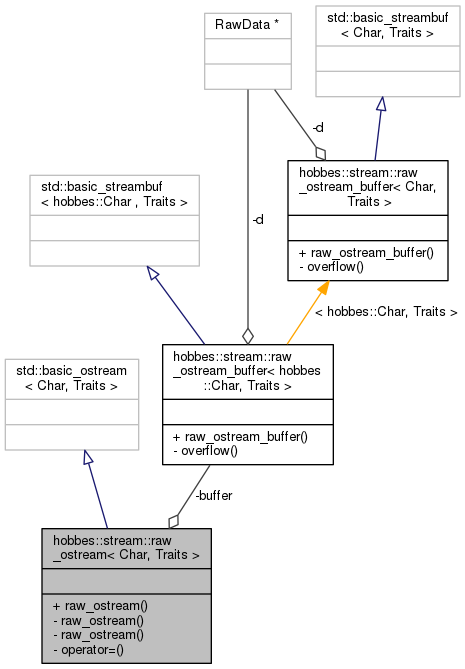 RawData *
std::basic_streambuf
< Char, Traits >
-d
hobbes::stream::raw
_ostream_buffer< Char,
Traits >
+ raw_ostream_buffer()
- overflow()
std::basic_streambuf
< hobbes::Char , Traits >
-d
< hobbes::Char, Traits >
hobbes::stream::raw
_ostream_buffer< hobbes
::Char, Traits >
+ raw_ostream_buffer()
- overflow()
std::basic_ostream
< Char, Traits >
-buffer
hobbes::stream::raw
_ostream< Char, Traits >
+ raw_ostream()
- raw_ostream()
- raw_ostream()
- operator=()